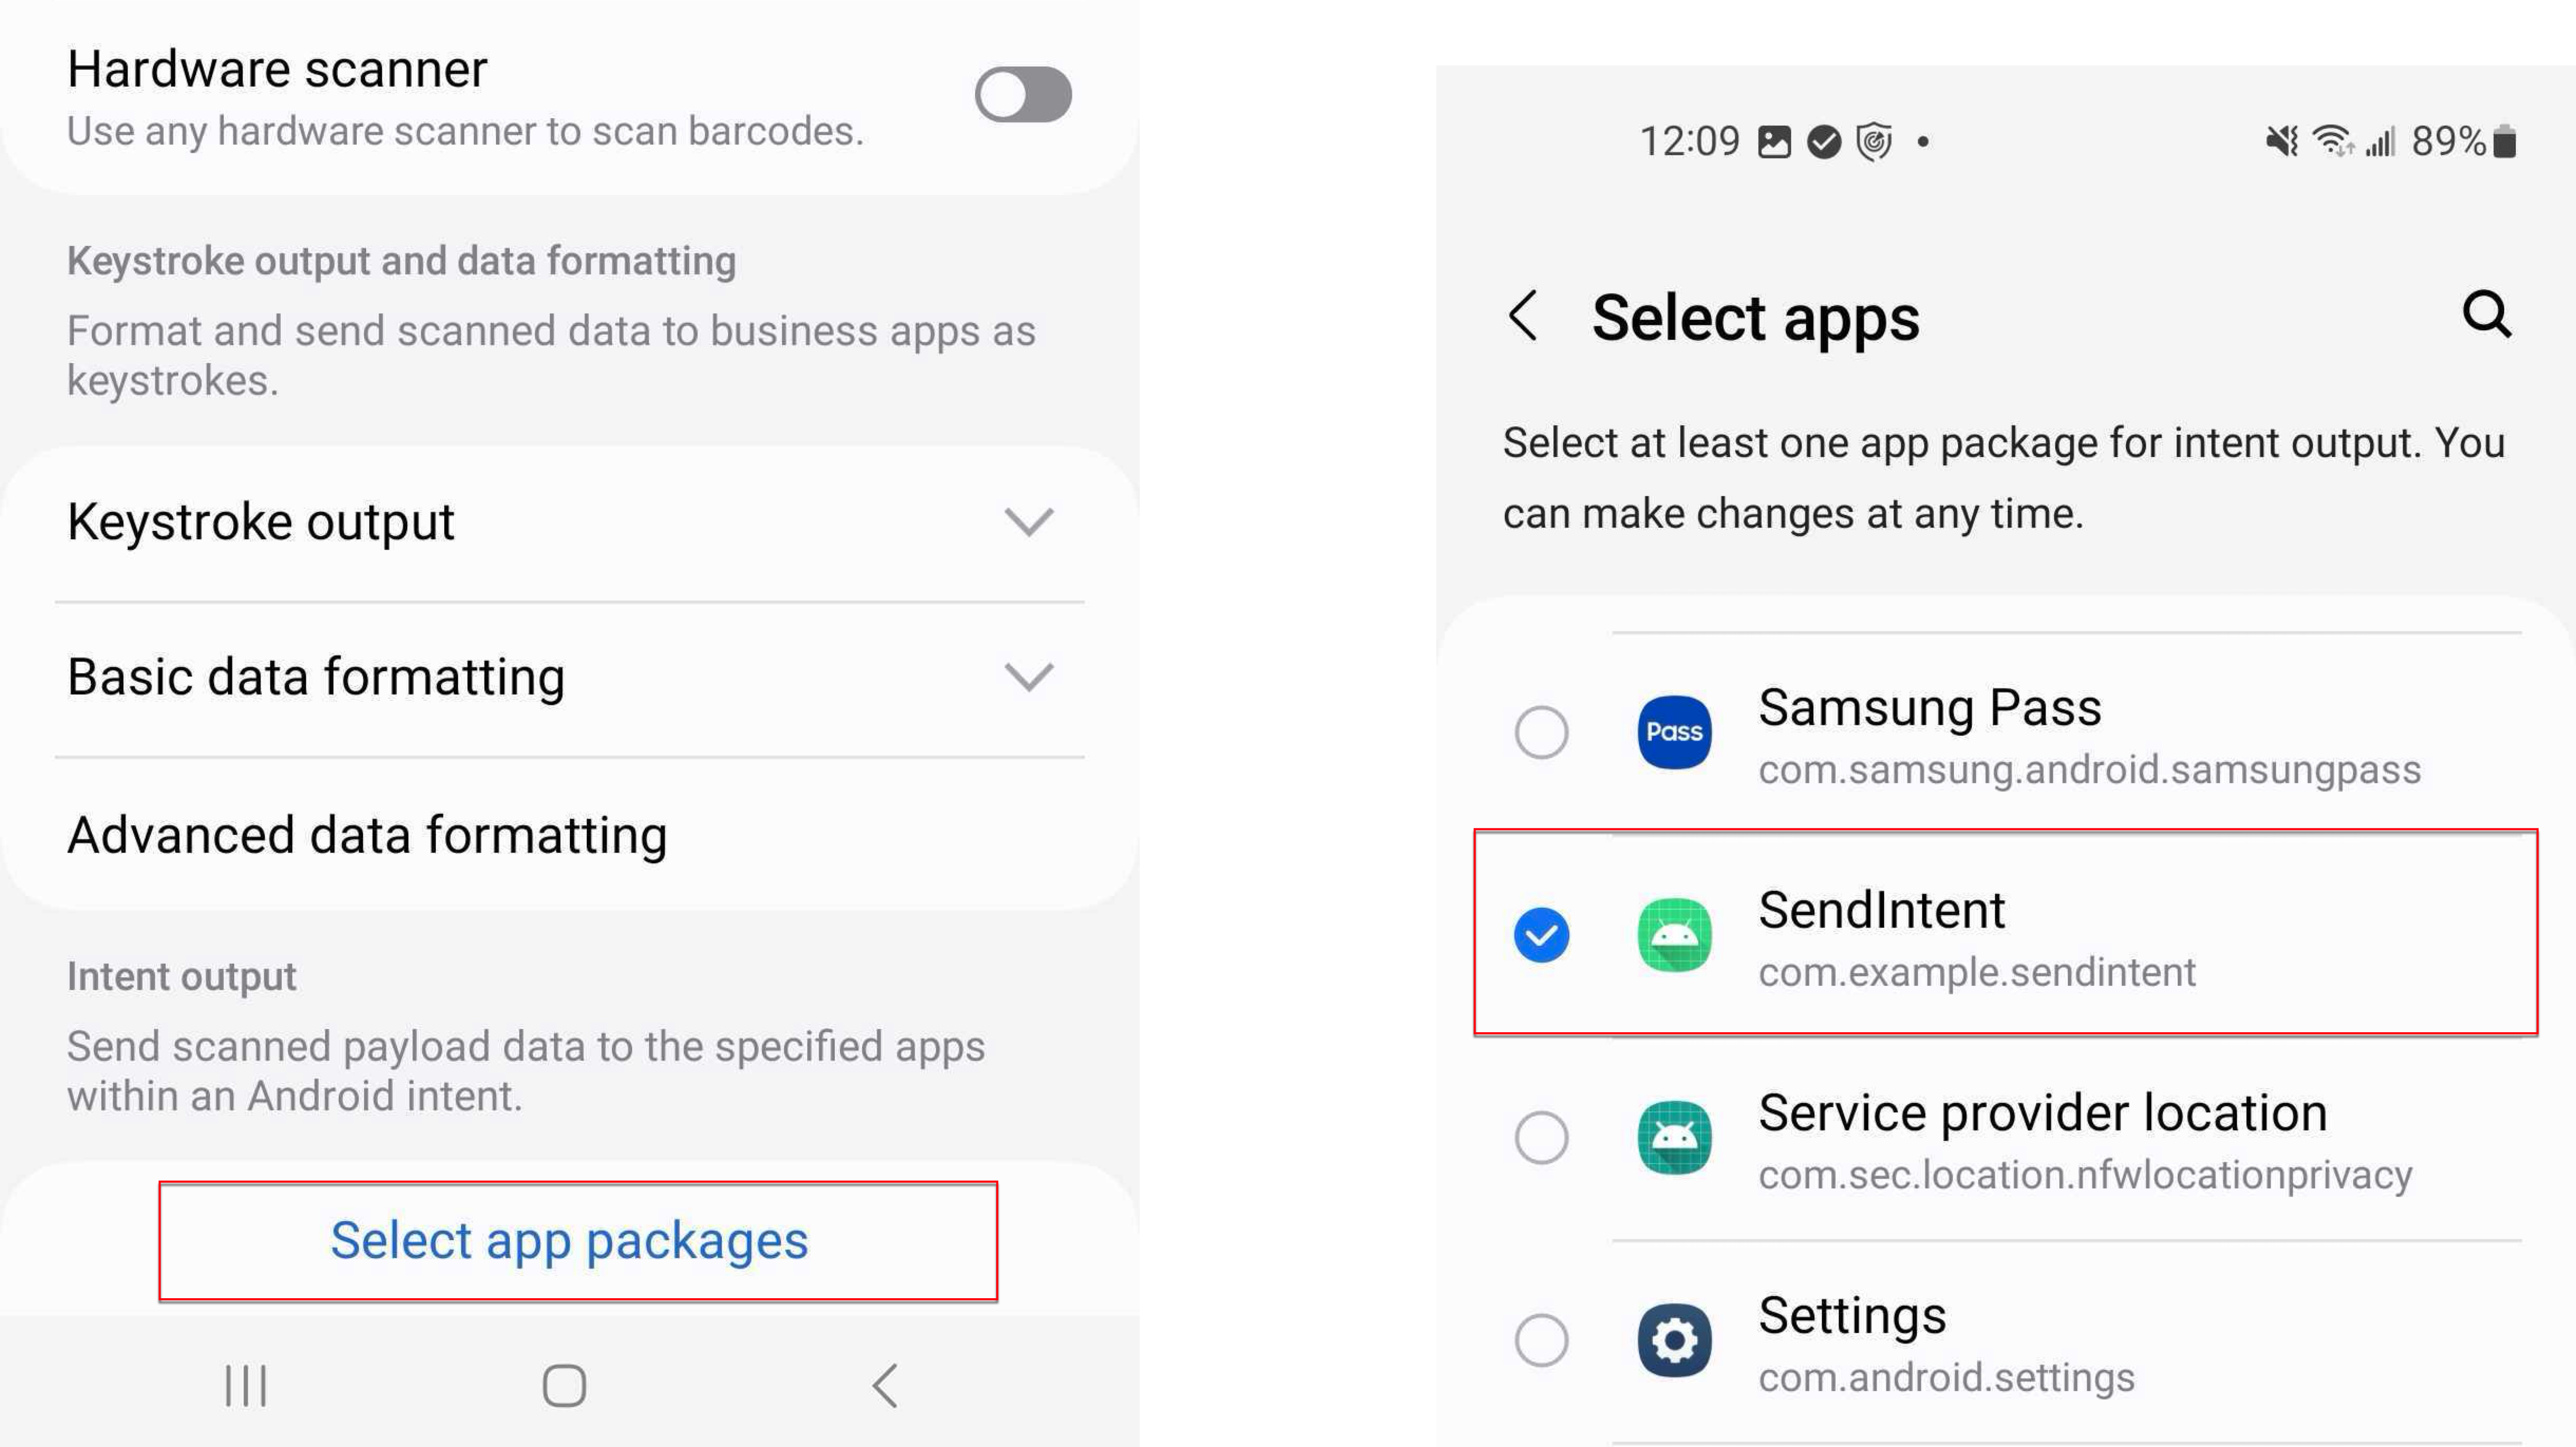 Hardware scanner
Use any hardware scanner to scan barcodes.
Keystroke output and data formatting
Format and send scanned data to business apps as
keystrokes.
Keystroke output
Basic data formatting
Advanced data formatting
Intent output
Send scanned payload data to the specified apps
within an Android intent.
Select app packages
12:09
89%
Select apps
Select at least one app package for intent output. You
can make changes at any time.
Pass
Samsung Pass
com.samsung.android.samsungpass
SendIntent
com.example.sendintent
Service provider location
com.sec.location.nfwlocationprivacy
Settings
com.android.settings